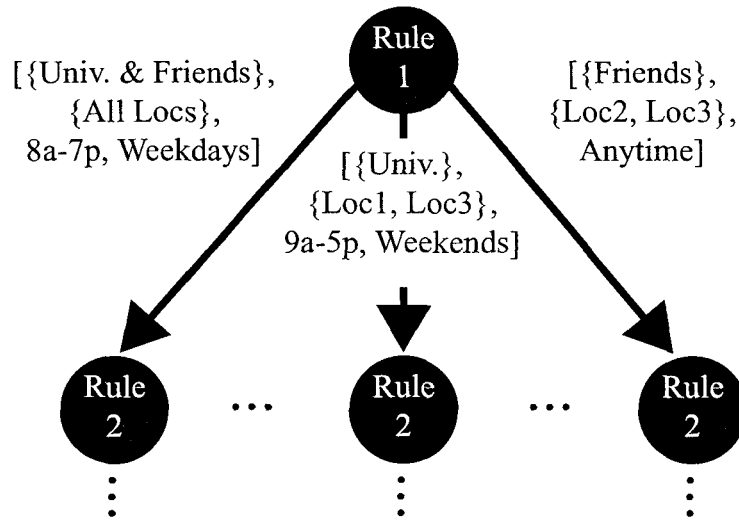 Rule
1
[{Univ. & Friends},
{All Locs},
8a-7p, Weekdays]
[{Univ.},
{Loc1, Loc3},
9a-5p, Weekends]
[{Friends},
{Loc2, Loc3},
Anytime]
Rule
2
...
Rule
2
...
Rule
2